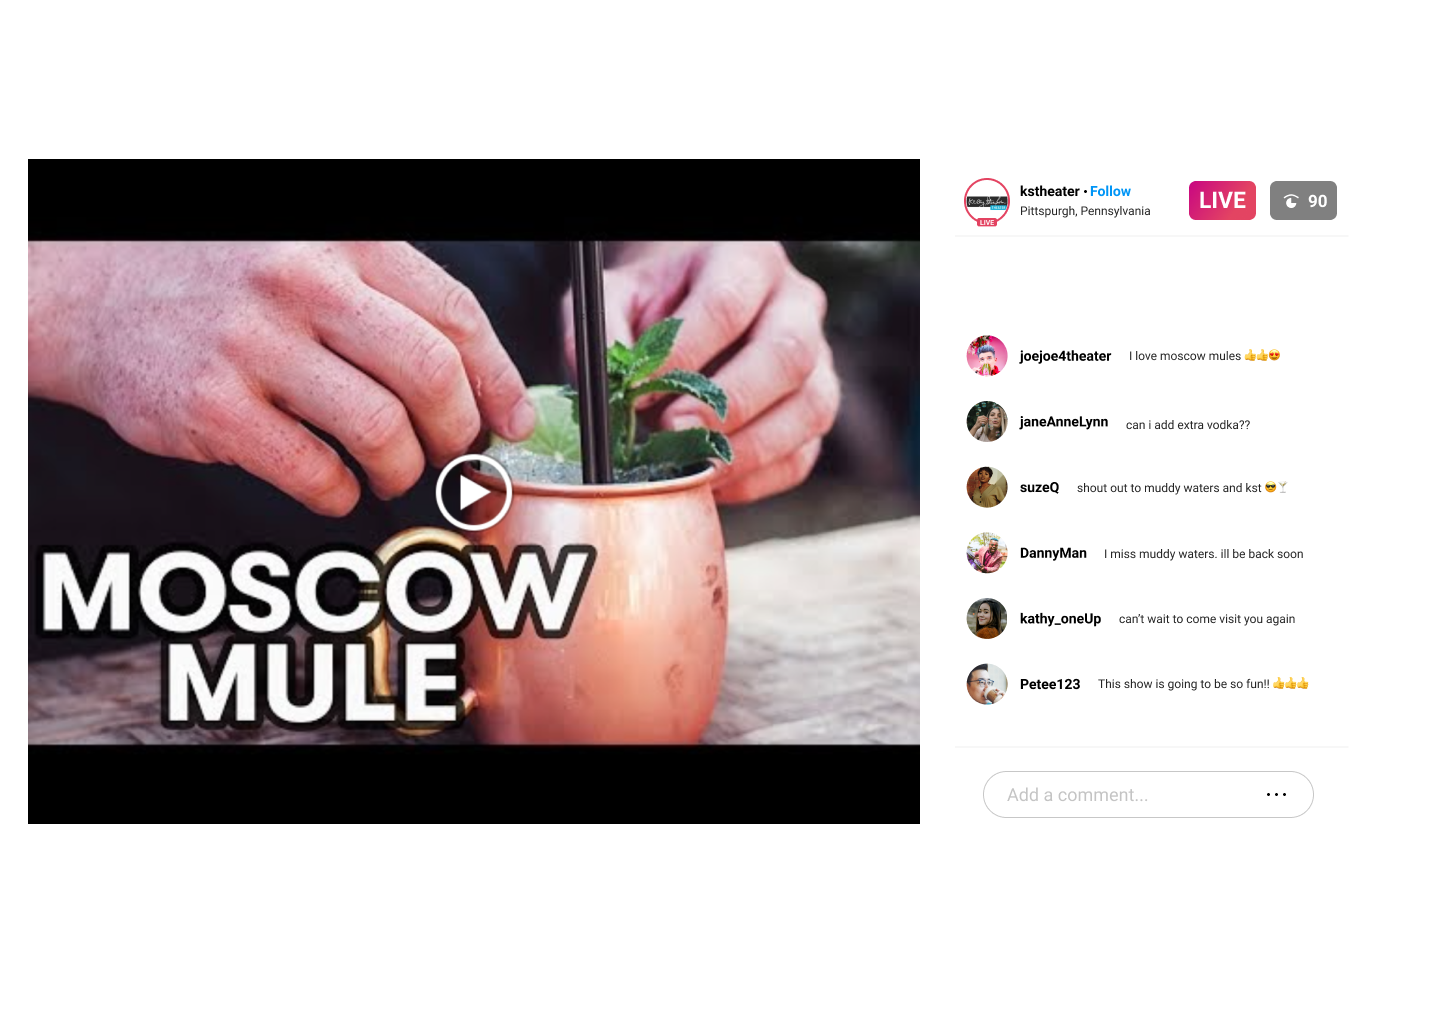 MOSCOW
MULE
kstheater • Follow
Pittspurgh, Pennsylvania
LIVE
LIVE
90
joejoe4theater I love moscow mules 👍👍😍
janeAnneLynn can i add extra vodka??
suzeQ shout out to muddy waters and kst 😎🍸
DannyMan I miss muddy waters. ill be back soon
kathy_oneUp can't wait to come visit you again
Petee123 This show is going to be so fun!! 👍👍👍
Add a comment...